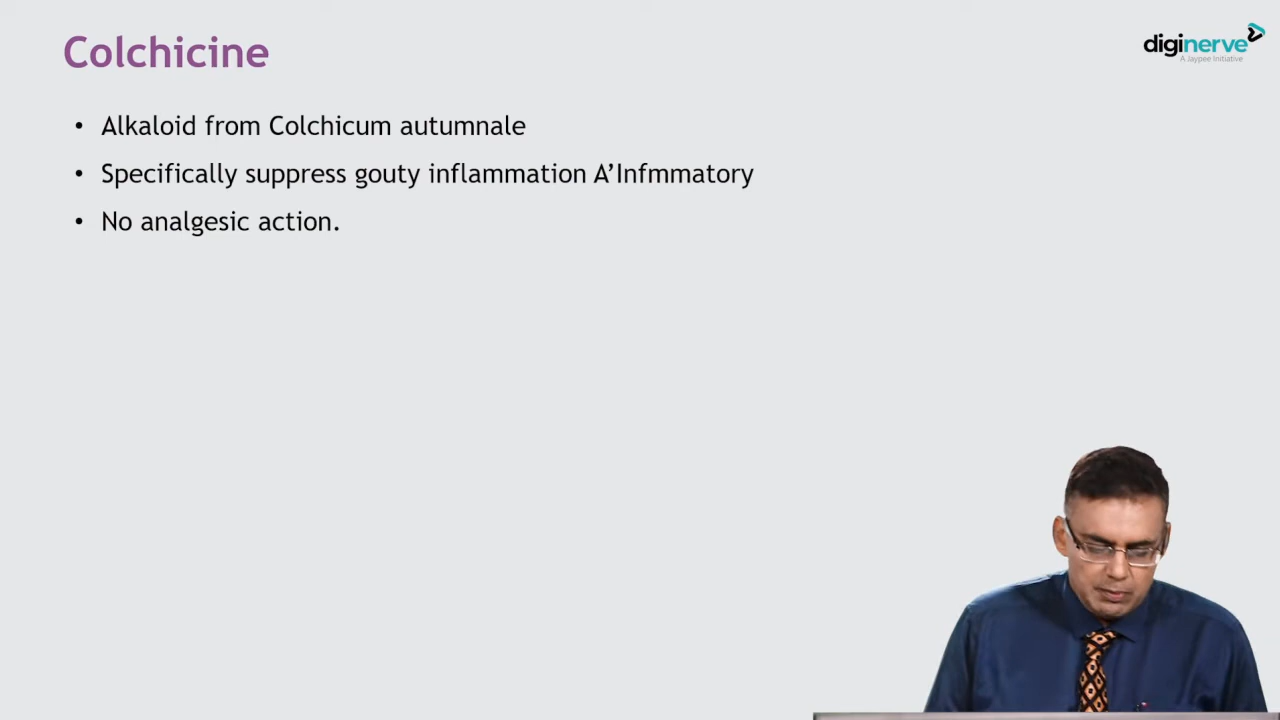 Colchicine
diginerve
A Jaypee Initiative
• Alkaloid from Colchicum autumnale
• Specifically suppress gouty inflammation A’Infmmatory
• No analgesic action.